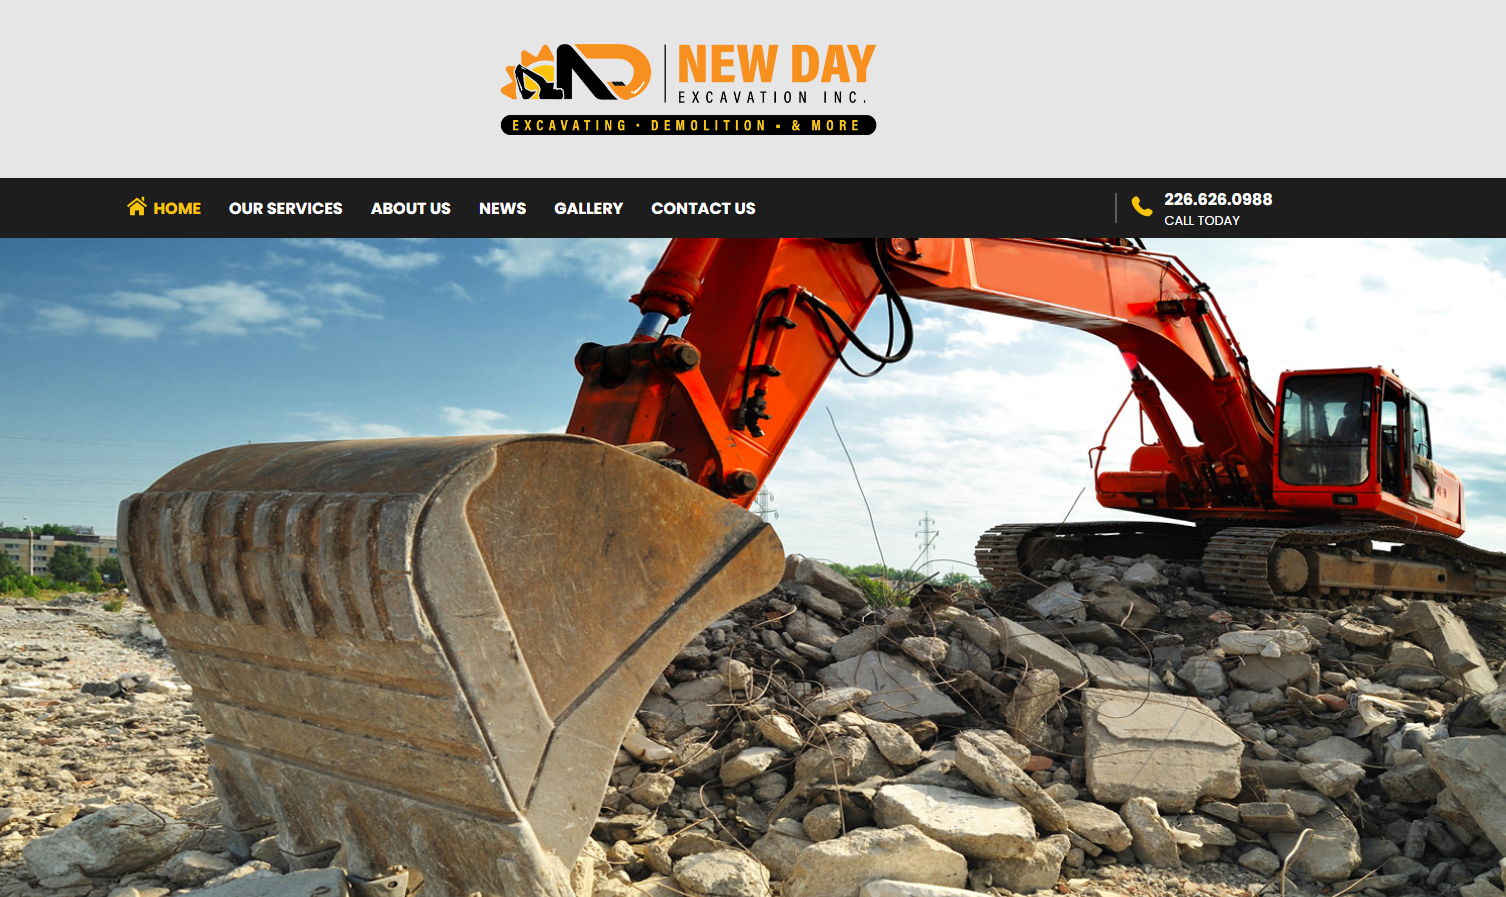 NEW DAY
EXCAVATION INC.
EXCAVATING · DEMOLITION · & MORE
HOME OUR SERVICES ABOUT US NEWS GALLERY CONTACT US
226.626.0988
CALL TODAY